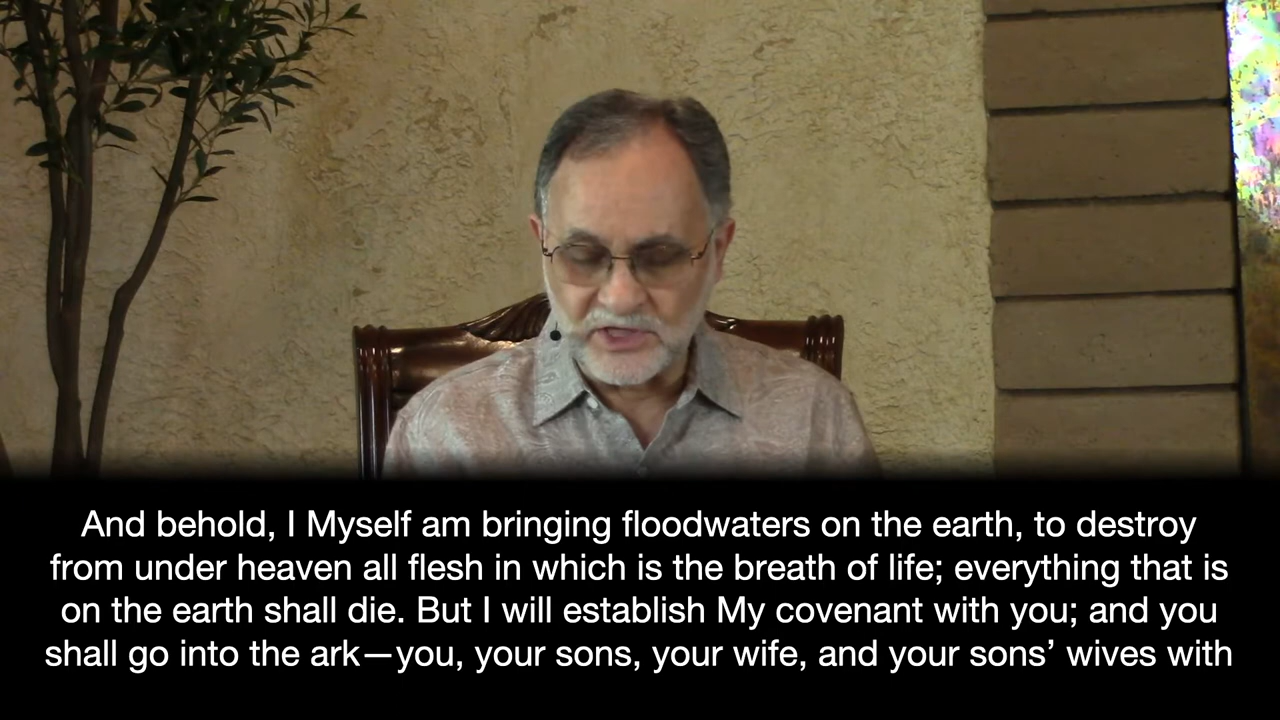 And behold, I Myself am bringing floodwaters on the earth, to destroy
from under heaven all flesh in which is the breath of life; everything that is
on the earth shall die. But I will establish My covenant with you; and you
shall go into the ark—you, your sons, your wife, and your sons’ wives with